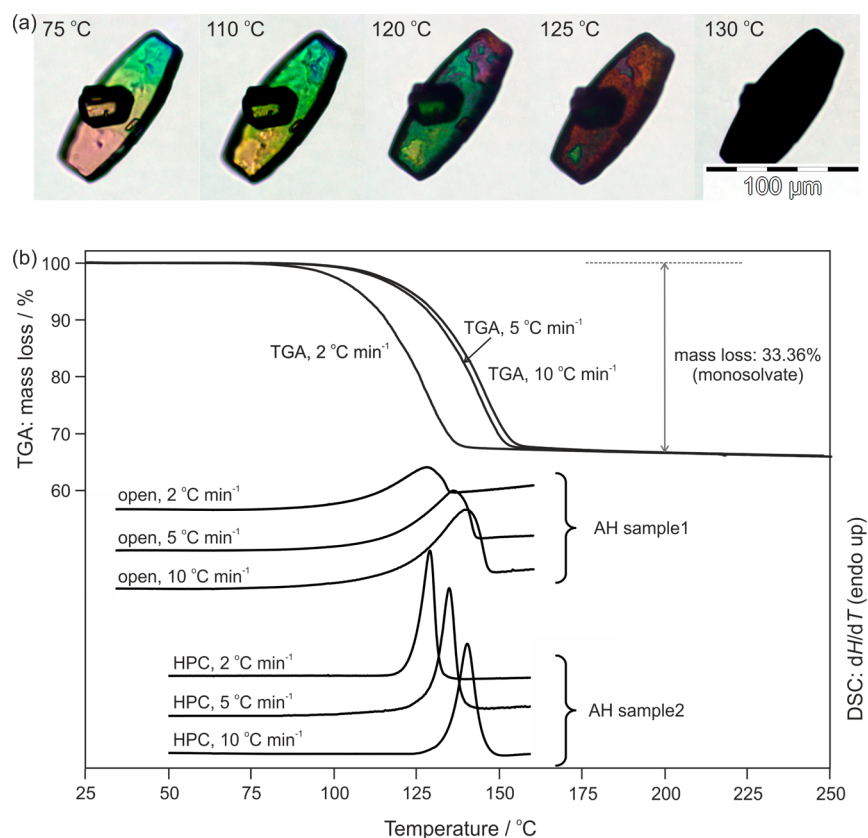 (a)
75 °C
110 °C
120 °C
125 °C
130 °C
100 µm
(b)
100
90
80
70
60
TGA: mass loss / %
TGA, 2 °C min⁻¹
TGA, 5 °C min⁻¹
TGA, 10 °C min⁻¹
mass loss: 33.36%
(monosolvate)
open, 2 °C min⁻¹
open, 5 °C min⁻¹
open, 10 °C min⁻¹
AH sample1
HPC, 2 °C min⁻¹
HPC, 5 °C min⁻¹
HPC, 10 °C min⁻¹
AH sample2
DSC: dH/dT (endo up)
25
50
75
100
125
150
125
200
225
250
Temperature / °C